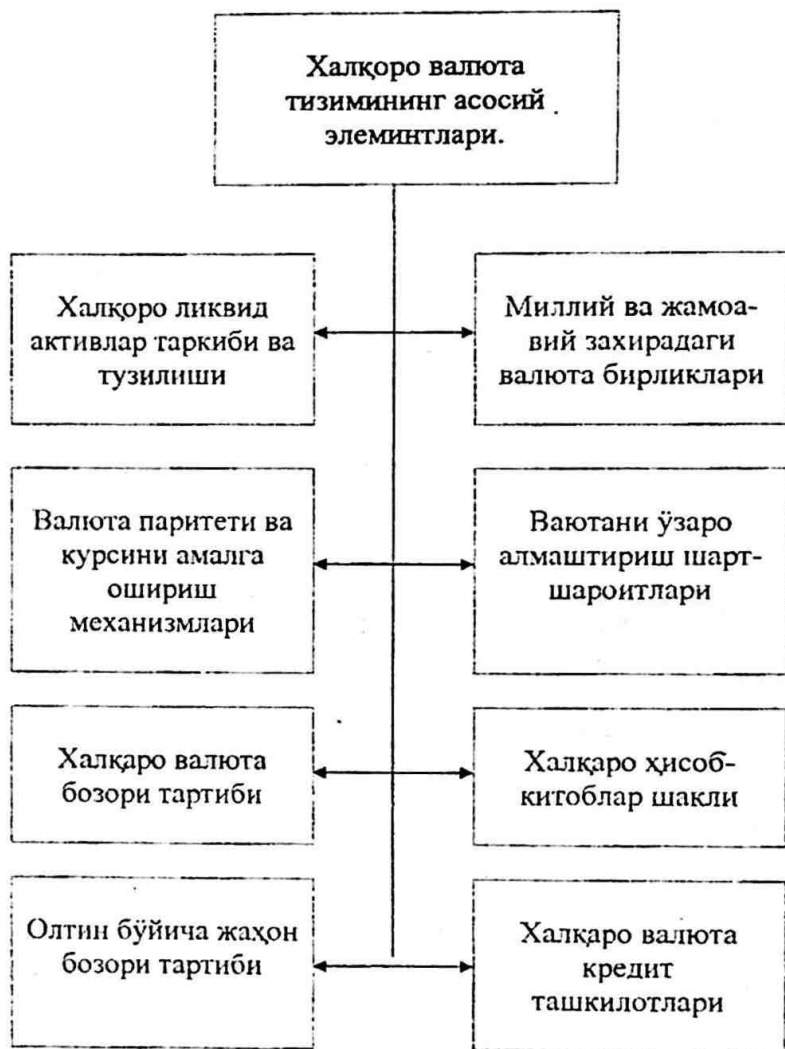 Халқоро валюта
тизимининг асосий
элеминтлари.
Халқоро ликвид
активлар таркиби ва
тузилиши
Миллий ва жамоа-
вий захирадаги
валюта бирликлари
Валюта паритети ва
курсини амалга
ошириш
механизмлари
Ваютани ўзаро
алмаштириш шарт-
шароитлари
Халқаро валюта
бозори тартиби
Халқаро ҳисоб-
китоблар шакли
Олтин бўйича жаҳон
бозори тартиби
Халқаро валюта
кредит
ташкилотлари